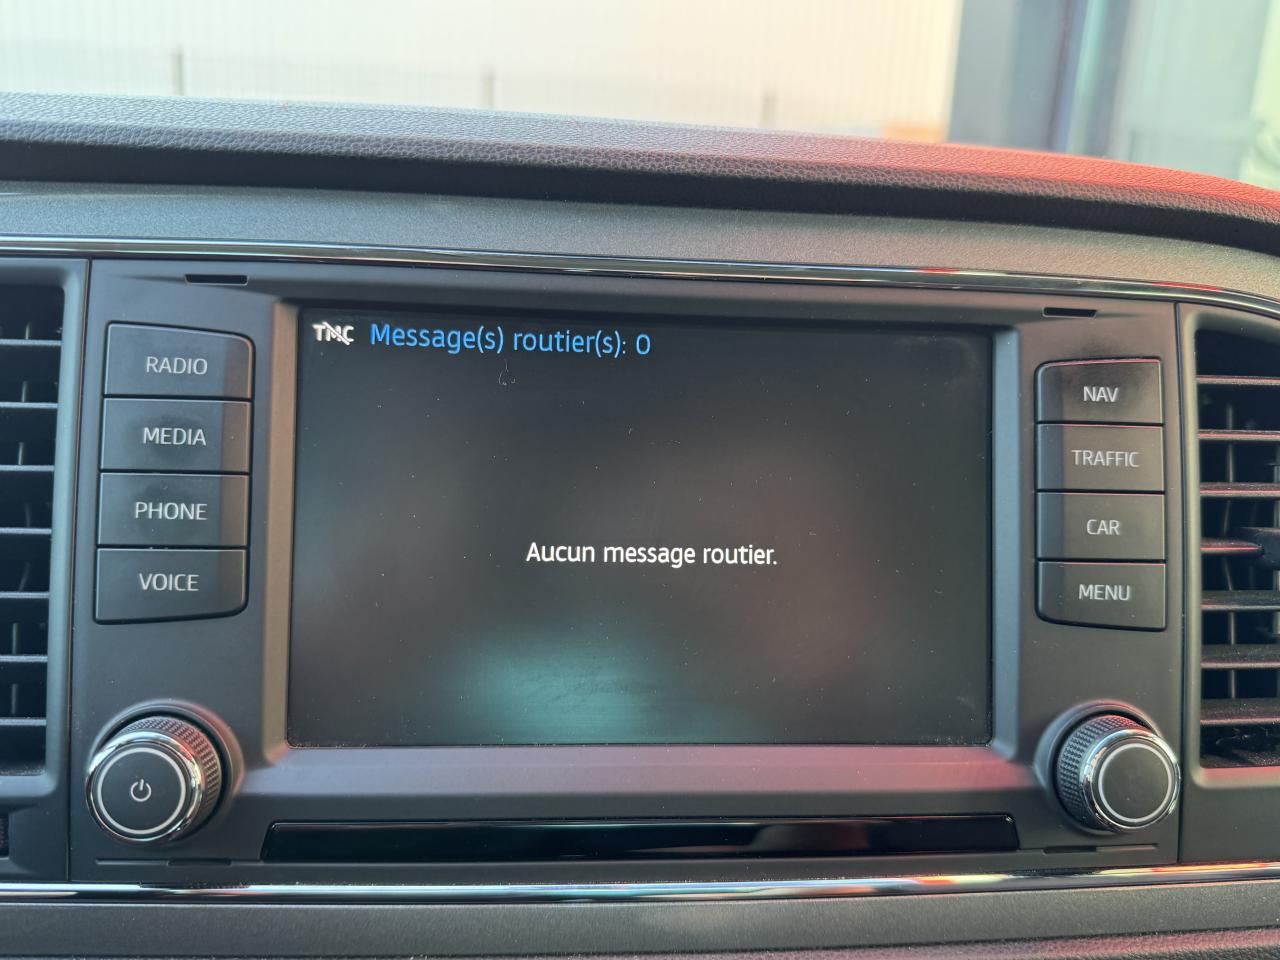 TMC Message(s) routier(s): 0
RADIO
MEDIA
PHONE
VOICE
Aucun message routier.
NAV
TRAFFIC
CAR
MENU